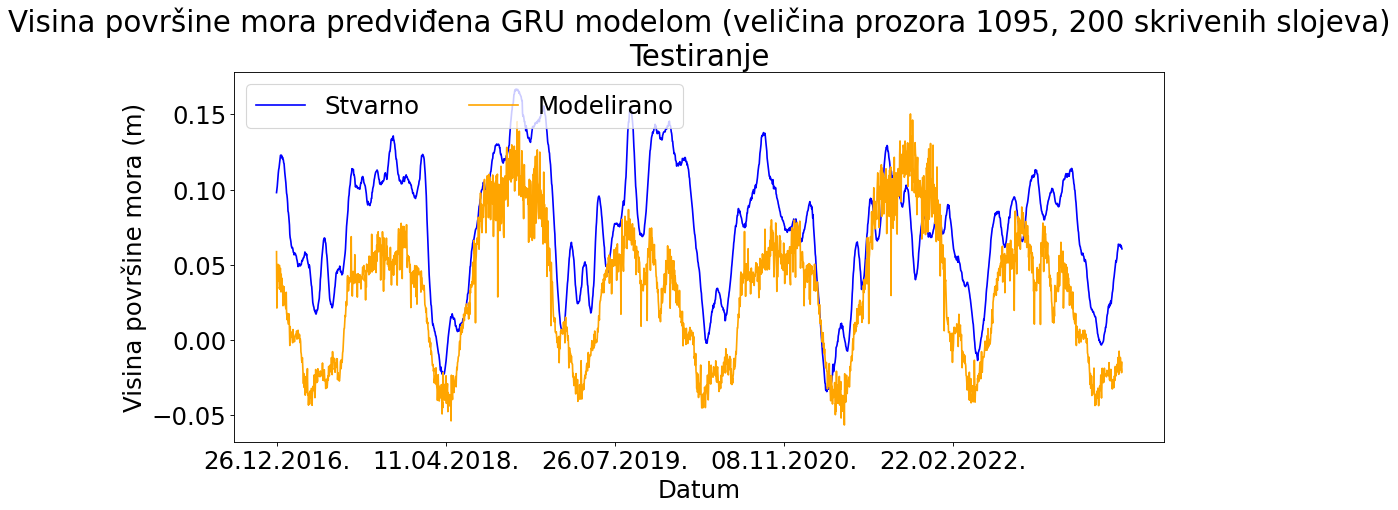 Visina površine mora predviđena GRU modelom (veličina prozora 1095, 200 skrivenih slojeva)
Testiranje
Stvarno Modelirano
Visina površine mora (m)
0.15
0.10
0.05
0.00
−0.05
26.12.2016. 11.04.2018. 26.07.2019. 08.11.2020. 22.02.2022.
Datum